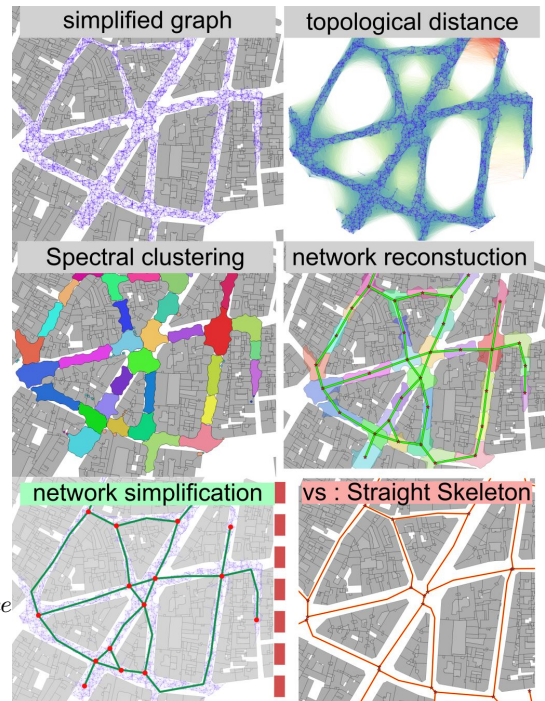 simplified graph
topological distance
Spectral clustering
network reconstuction
network simplification
vs : Straight Skeleton
e